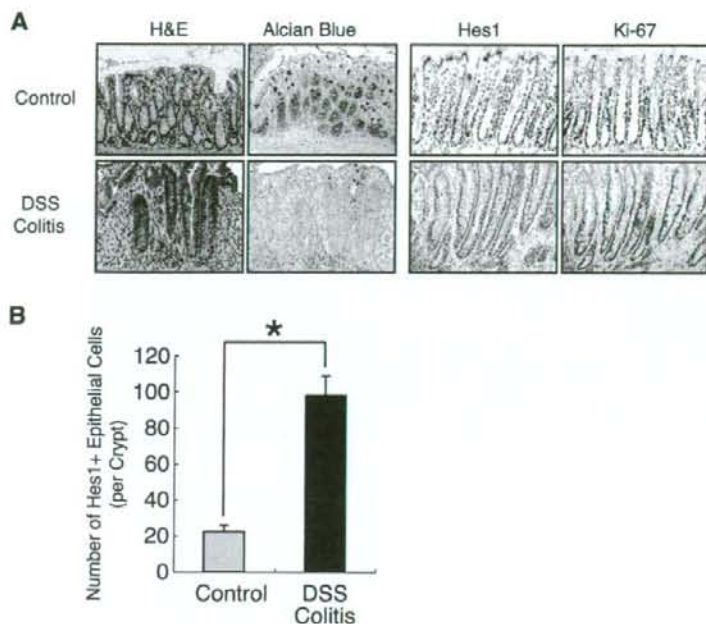 A
H&E
Alcian Blue
Hes1
Ki-67
Control
DSS
Colitis
B
*
Number of Hes1+ Epithelial Cells
(per Crypt)
120
100
80
60
40
20
0
Control
DSS
Colitis